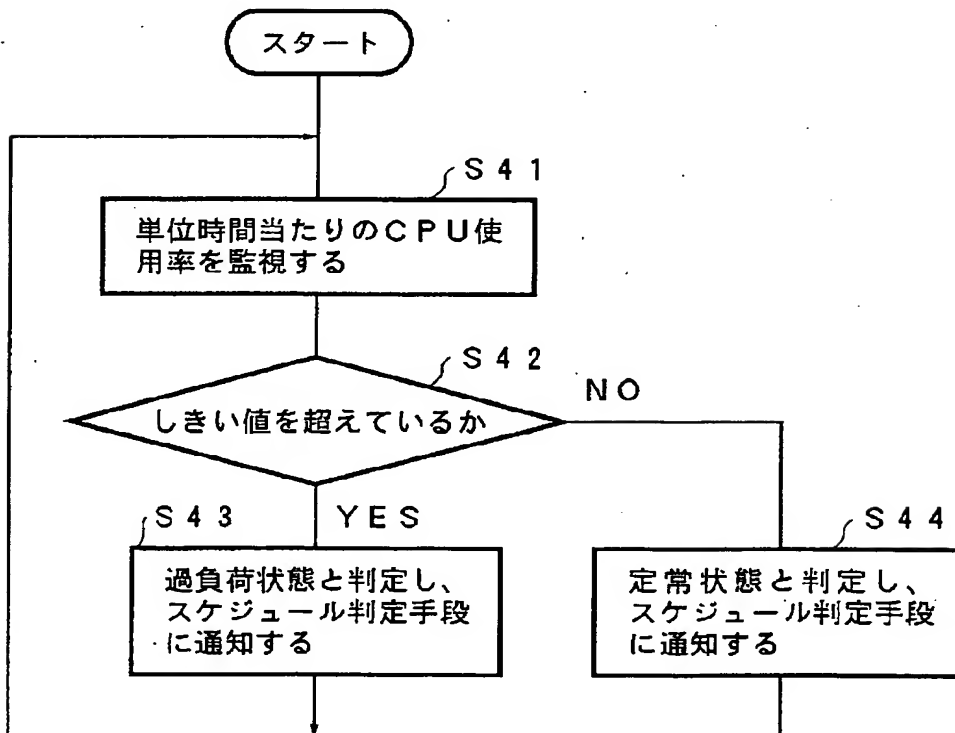 スタート
S41
単位時間当たりのCPU使
用率を監視する
S42
NO
しきい値を超えているか
S43
YES
S44
過負荷状態と判定し、
スケジュール判定手段
に通知する
定常状態と判定し、
スケジュール判定手段
に通知する